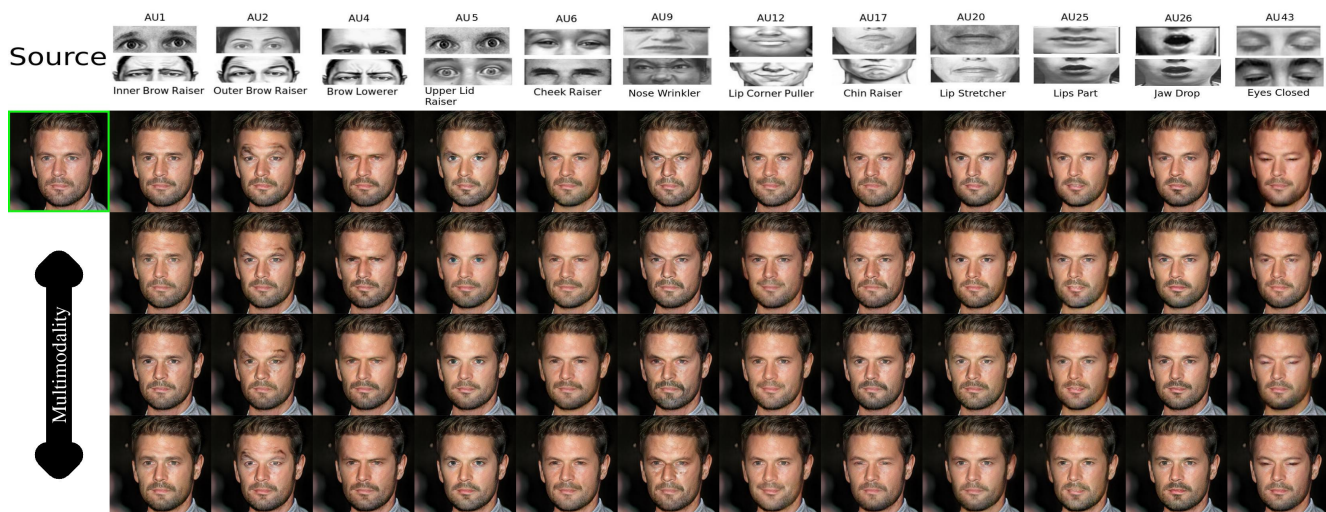 AU1 AU2 AU4 AU5 AU6 AU9 AU12 AU17 AU20 AU25 AU26 AU43
Source
Inner Brow Raiser Outer Brow Raiser Brow Lowerer Upper Lid Cheek Raiser Nose Wrinkler Lip Corner Puller Chin Raiser Lip Stretcher Lips Part Jaw Drop Eyes Closed
Raiser
Multimodality